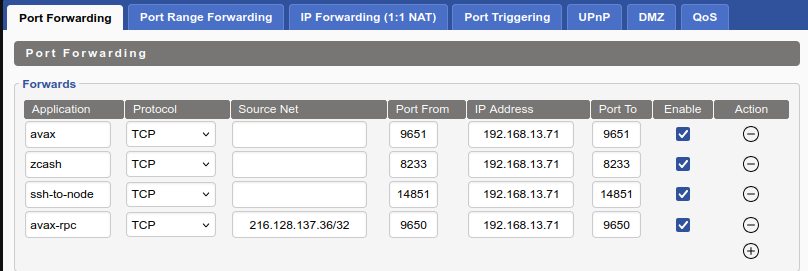 Port Forwarding Port Range Forwarding IP Forwarding (1:1 NAT) Port Triggering UPnP DMZ QoS
Port Forwarding
Forwards
Application Protocol Source Net Port From IP Address Port To Enable Action
avax TCP 9651 192.168.13.71 9651
zcash TCP 8233 192.168.13.71 8233
ssh-to-node TCP 14851 192.168.13.71 14851
avax-rpc TCP 216.128.137.36/32 9650 192.168.13.71 9650